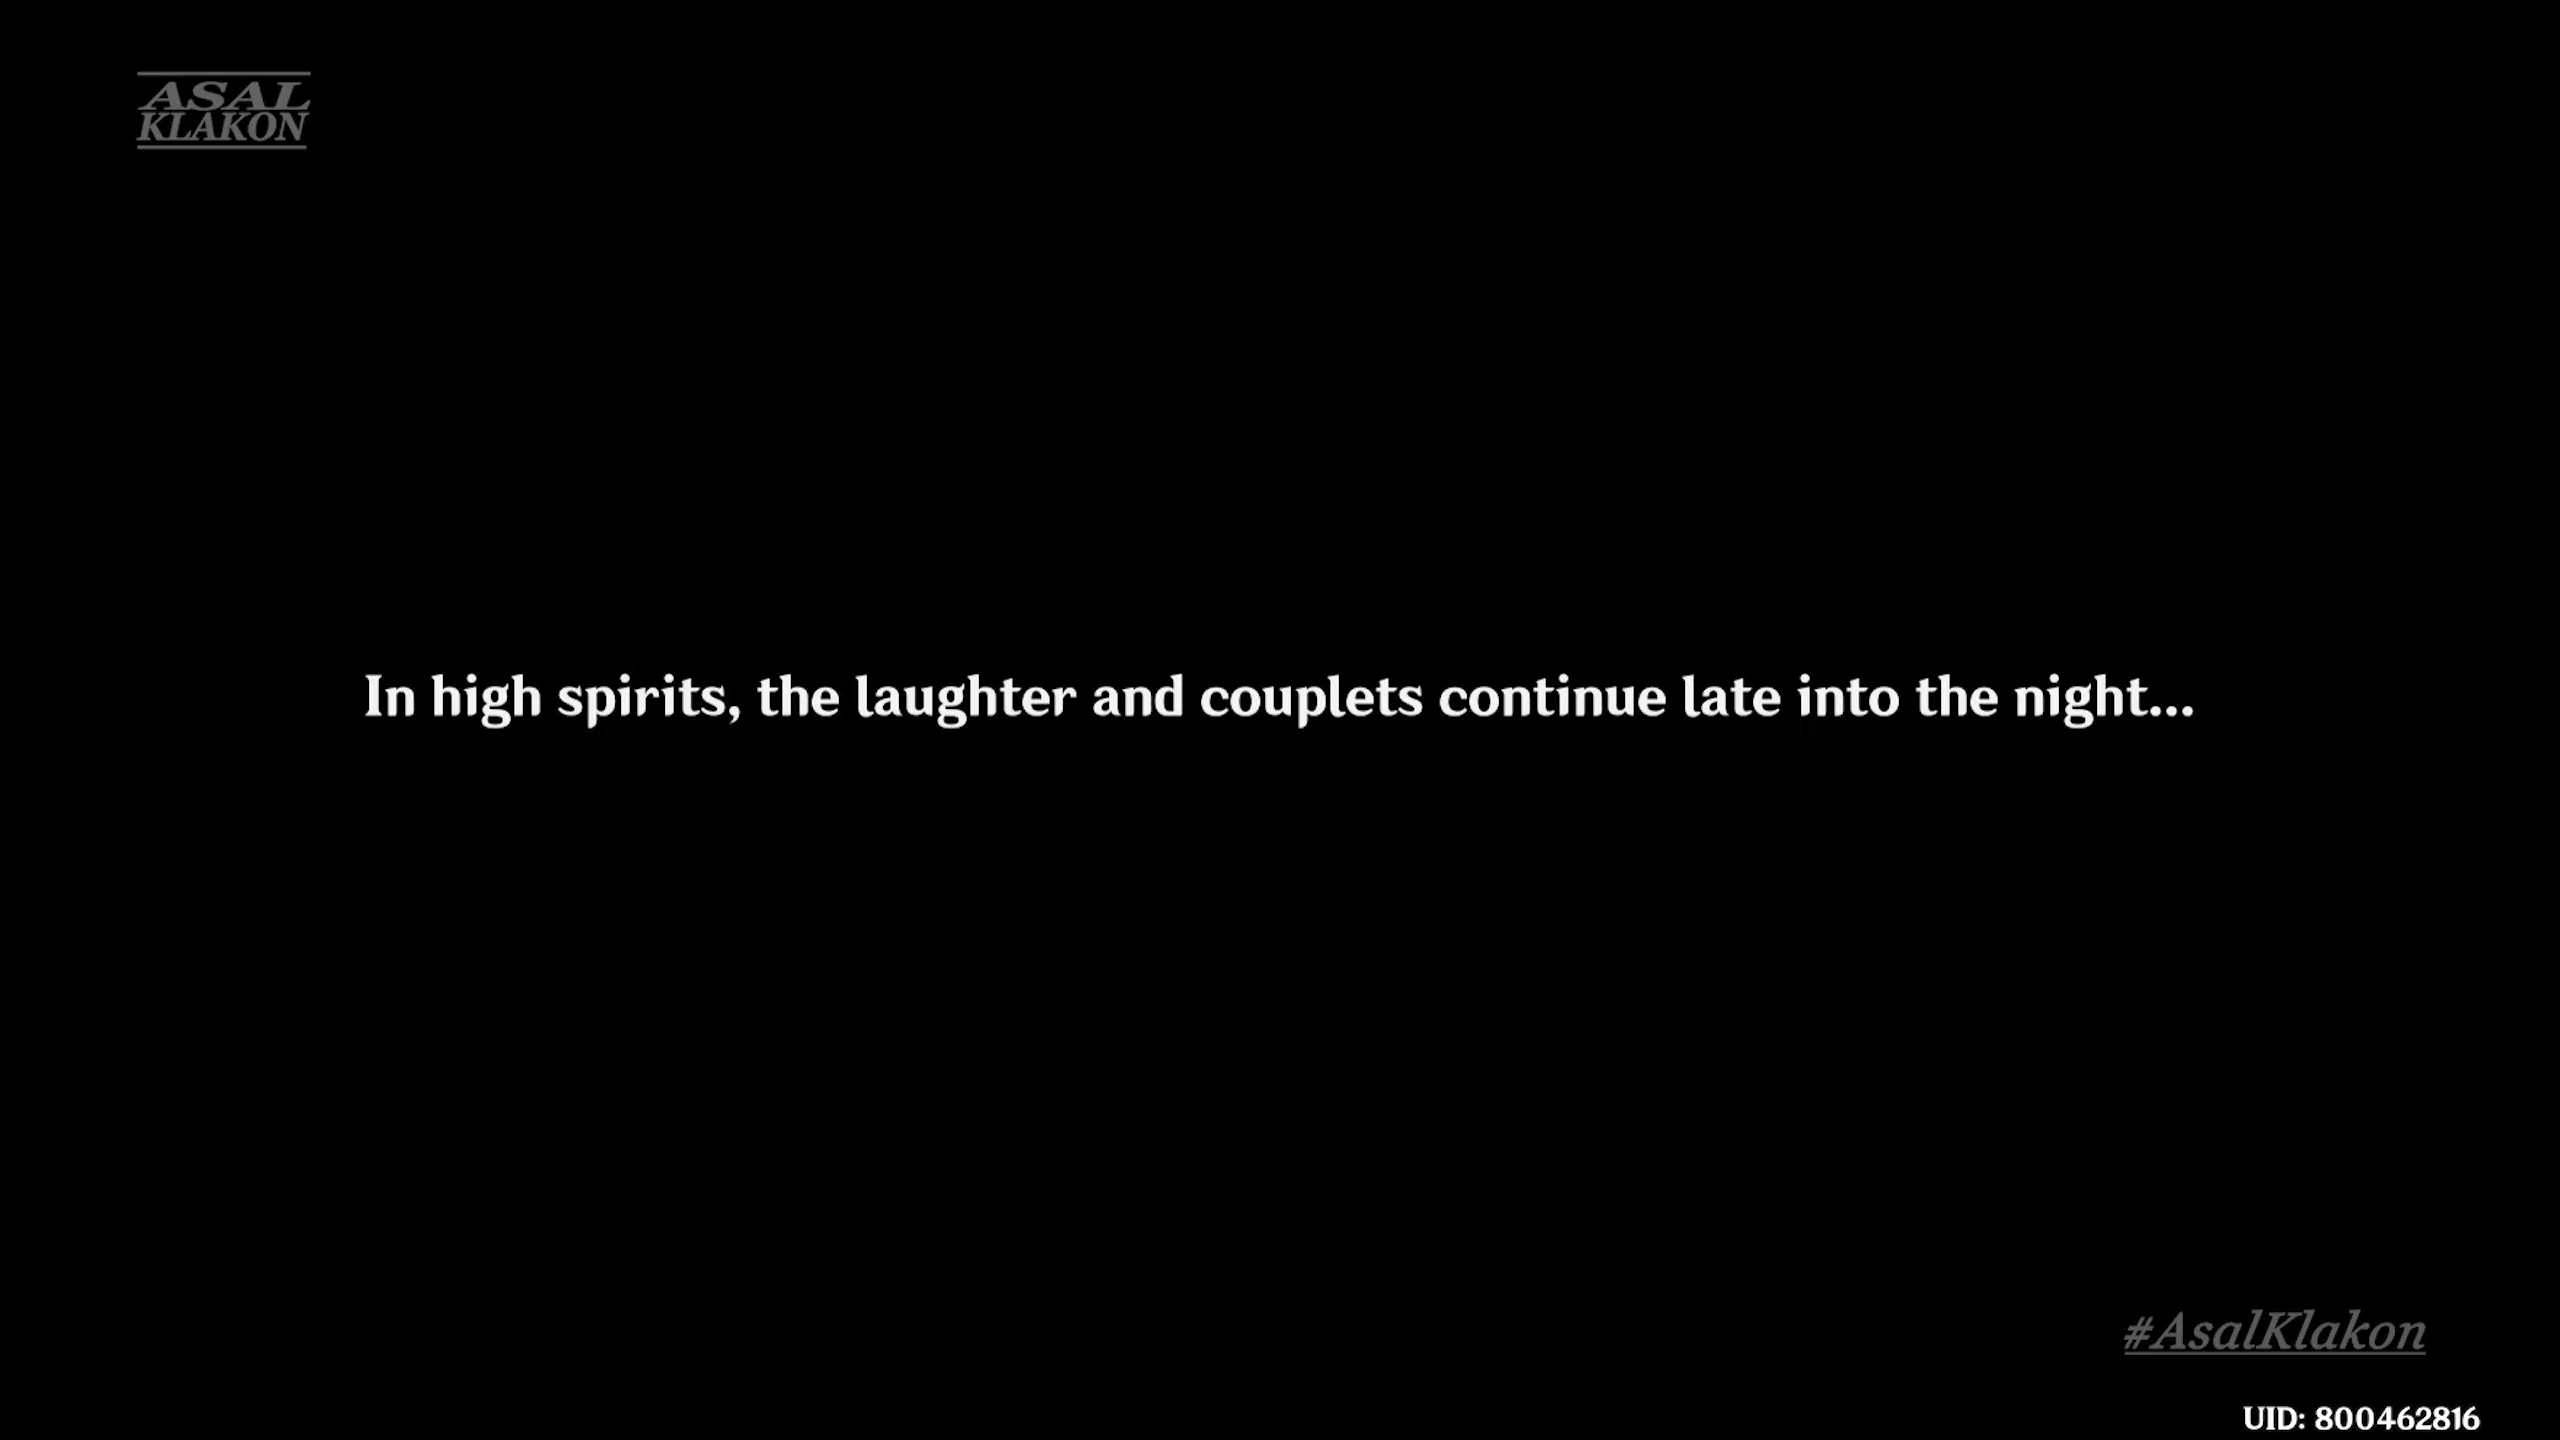 ASAL
KLAKON
In high spirits, the laughter and couplets continue late into the night...
#AsalKlakon
UID: 800462816